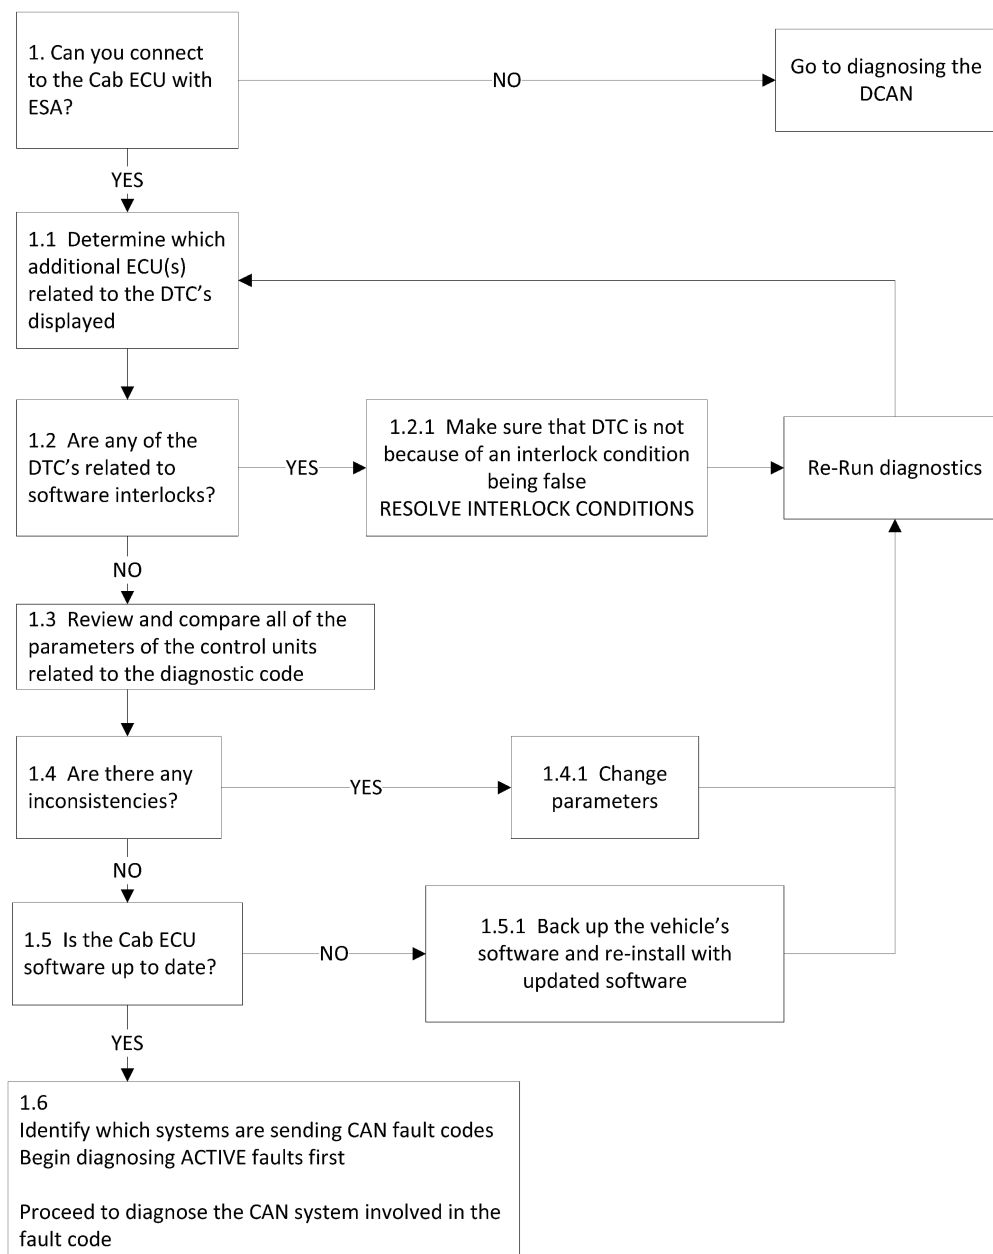 1. Can you connect
to the Cab ECU with
ESA?
NO
Go to diagnosing the
DCAN
YES
1.1  Determine which
additional ECU(s)
related to the DTC’s
displayed
1.2  Are any of the
DTC’s related to
software interlocks?
YES
1.2.1  Make sure that DTC is not
because of an interlock condition
being false
RESOLVE INTERLOCK CONDITIONS
Re-Run diagnostics
NO
1.3  Review and compare all of the
parameters of the control units
related to the diagnostic code
1.4  Are there any
inconsistencies?
YES
1.4.1  Change
parameters
NO
1.5  Is the Cab ECU
software up to date?
NO
1.5.1  Back up the vehicle’s
software and re-install with
updated software
YES
1.6
Identify which systems are sending CAN fault codes
Begin diagnosing ACTIVE faults first
Proceed to diagnose the CAN system involved in the
fault code